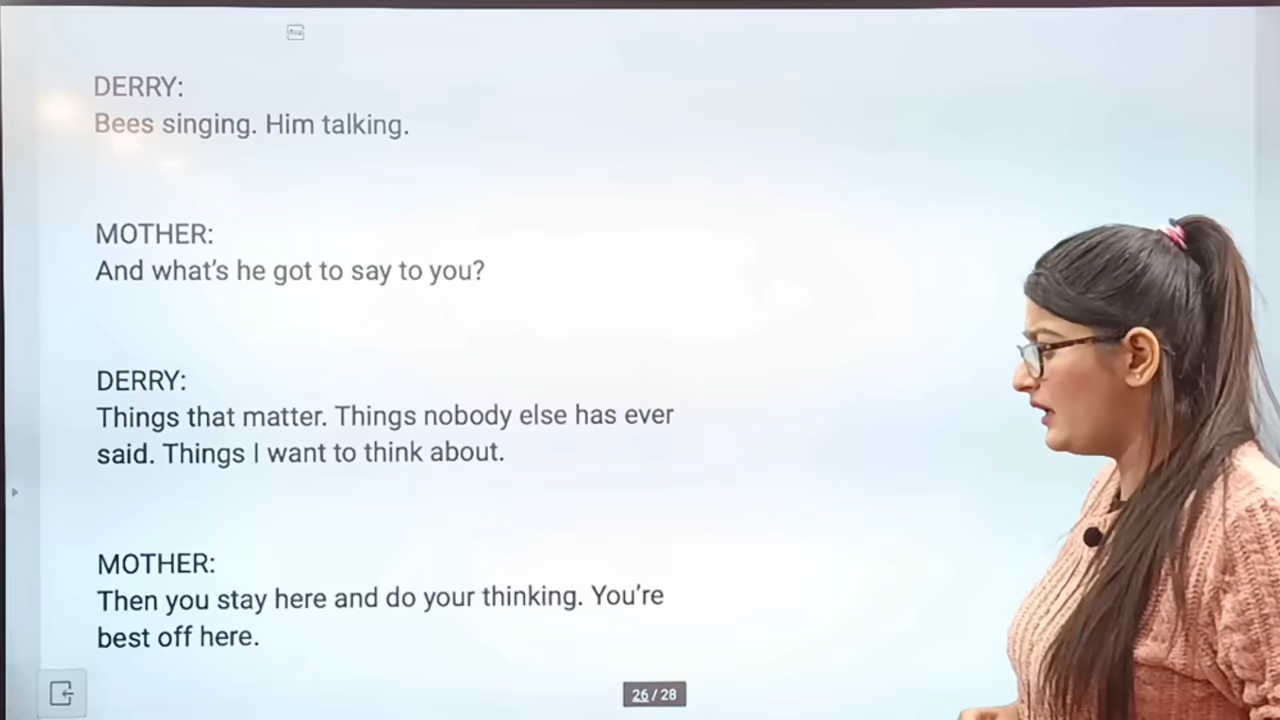 DERRY:
Bees singing. Him talking.
MOTHER:
And what's he got to say to you?
DERRY:
Things that matter. Things nobody else has ever
said. Things I want to think about.
MOTHER:
Then you stay here and do your thinking. You're
best off here.
26 / 28